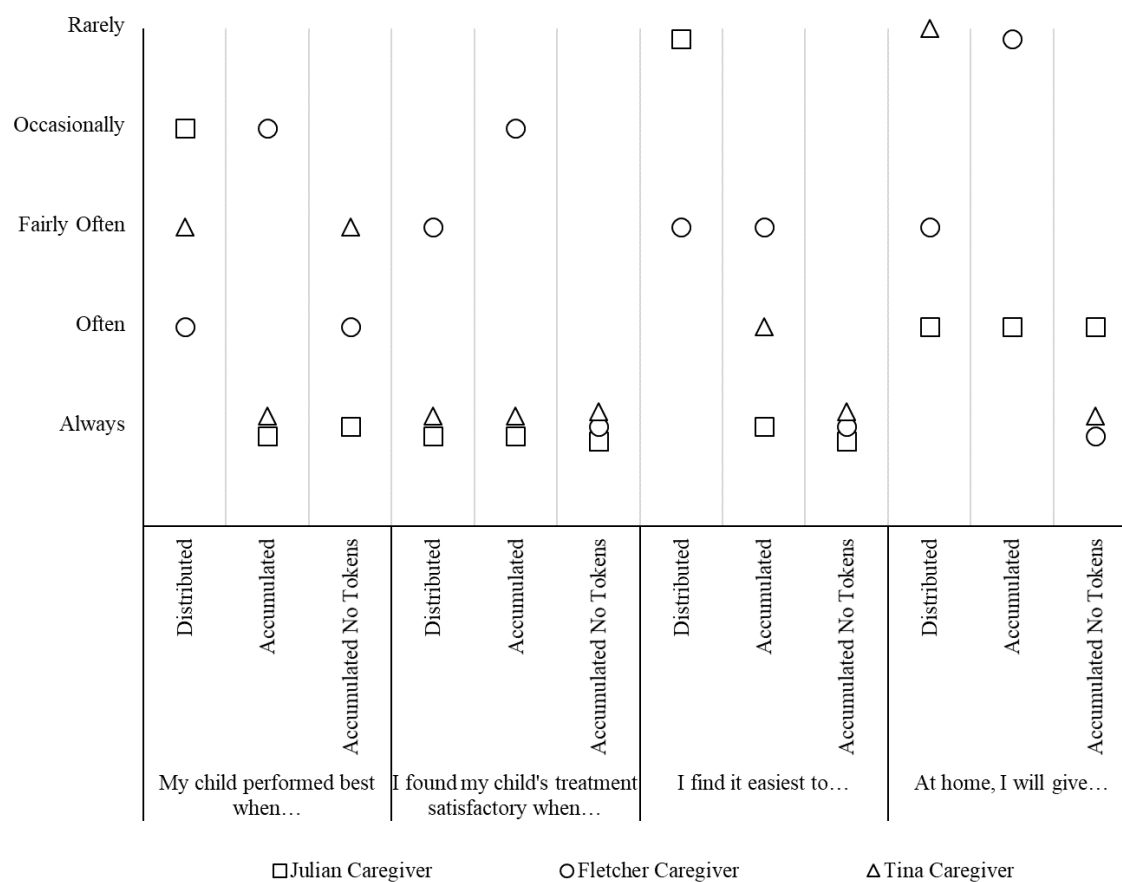 Rarely
Occasionally
Fairly Often
Often
Always
Distributed
Accumulated
Accumulated No Tokens
Distributed
Accumulated
Accumulated No Tokens
Distributed
Accumulated
Accumulated No Tokens
Distributed
Accumulated
Accumulated No Tokens
My child performed best
when…
I found my child's treatment
satisfactory when…
I find it easiest to…
At home, I will give…
Julian Caregiver
Fletcher Caregiver
Tina Caregiver